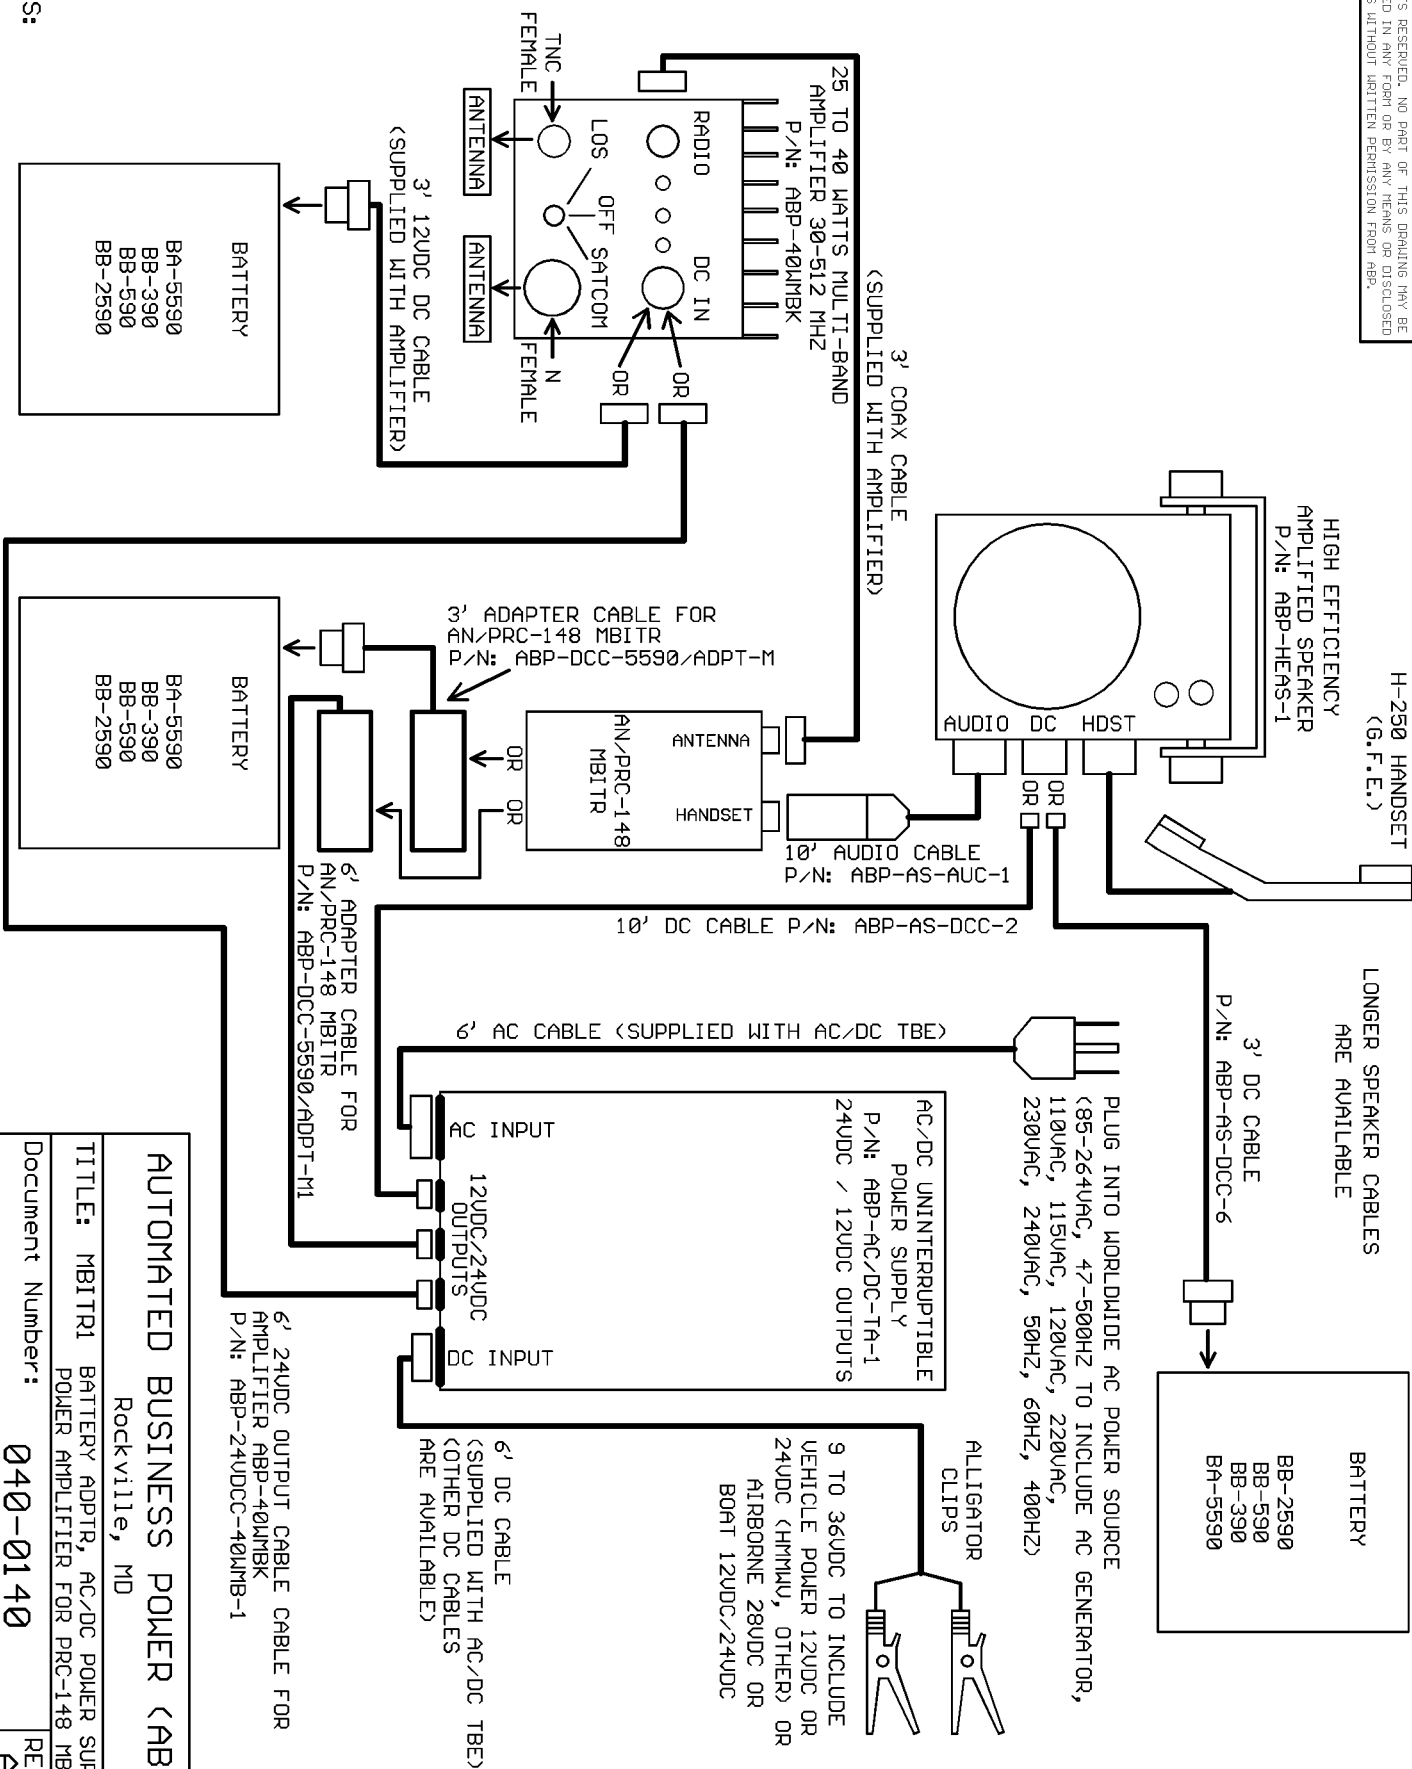 S RESERVED. NO PART OF THIS DRAWING MAY BE
ED IN ANY FORM OR BY ANY MEANS OR DISCLOSED
S WITHOUT WRITTEN PERMISSION FROM ABP.
H-250 HANDSET
(G.F.E.)
HIGH EFFICIENCY
AMPLIFIED SPEAKER
P/N: ABP-HEAS-1
AUDIO
DC
HDST
OR
OR
LONGER SPEAKER CABLES
ARE AVAILABLE
3' DC CABLE
P/N: ABP-AS-DCC-6
BATTERY
BB-2590
BB-590
BB-390
BA-5590
3' COAX CABLE
(SUPPLIED WITH AMPLIFIER)
25 TO 40 WATTS MULTI-BAND
AMPLIFIER 30-512 MHZ
P/N: ABP-40WMBK
RADIO
DC IN
LOS
OFF
SATCOM
TNC
FEMALE
N
FEMALE
ANTENNA
ANTENNA
OR
OR
3' 12VDC DC CABLE
(SUPPLIED WITH AMPLIFIER)
BATTERY
BA-5590
BB-390
BB-590
BB-2590
3' ADAPTER CABLE FOR
AN/PRC-148 MBITR
P/N: ABP-DCC-5590/ADPT-M
AN/PRC-148
MBITR
ANTENNA
HANDSET
OR
OR
BATTERY
BA-5590
BB-390
BB-590
BB-2590
10' AUDIO CABLE
P/N: ABP-AS-AUC-1
10' DC CABLE P/N: ABP-AS-DCC-2
6' ADAPTER CABLE FOR
AN/PRC-148 MBITR
P/N: ABP-DCC-5590/ADPT-M1
6' AC CABLE (SUPPLIED WITH AC/DC TBE)
PLUG INTO WORLDWIDE AC POWER SOURCE
(85-264VAC, 47-500HZ TO INCLUDE AC GENERATOR,
110VAC, 115VAC, 120VAC, 220VAC,
230VAC, 240VAC, 50HZ, 60HZ, 400HZ)
AC/DC UNINTERRUPTIBLE
POWER SUPPLY
P/N: ABP-AC/DC-TA-1
24VDC / 12VDC OUTPUTS
AC INPUT
12VDC/24VDC
OUTPUTS
DC INPUT
ALLIGATOR
CLIPS
9 TO 36VDC TO INCLUDE
VEHICLE POWER 12VDC OR
24VDC (HMMWV, OTHER) OR
AIRBORNE 28VDC OR
BOAT 12VDC/24VDC
6' DC CABLE
(SUPPLIED WITH AC/DC TBE)
(OTHER DC CABLES
ARE AVAILABLE)
6' 24VDC OUTPUT CABLE CABLE FOR
AMPLIFIER ABP-40WMBK
P/N: ABP-24VDCC-40WMB-1
S:
AUTOMATED BUSINESS POWER (AB
Rockville, MD
TITLE: MBITR1 BATTERY ADPTR, AC/DC POWER SUP
POWER AMPLIFIER FOR PRC-148 MB
Document Number:
040-0140
RE
A